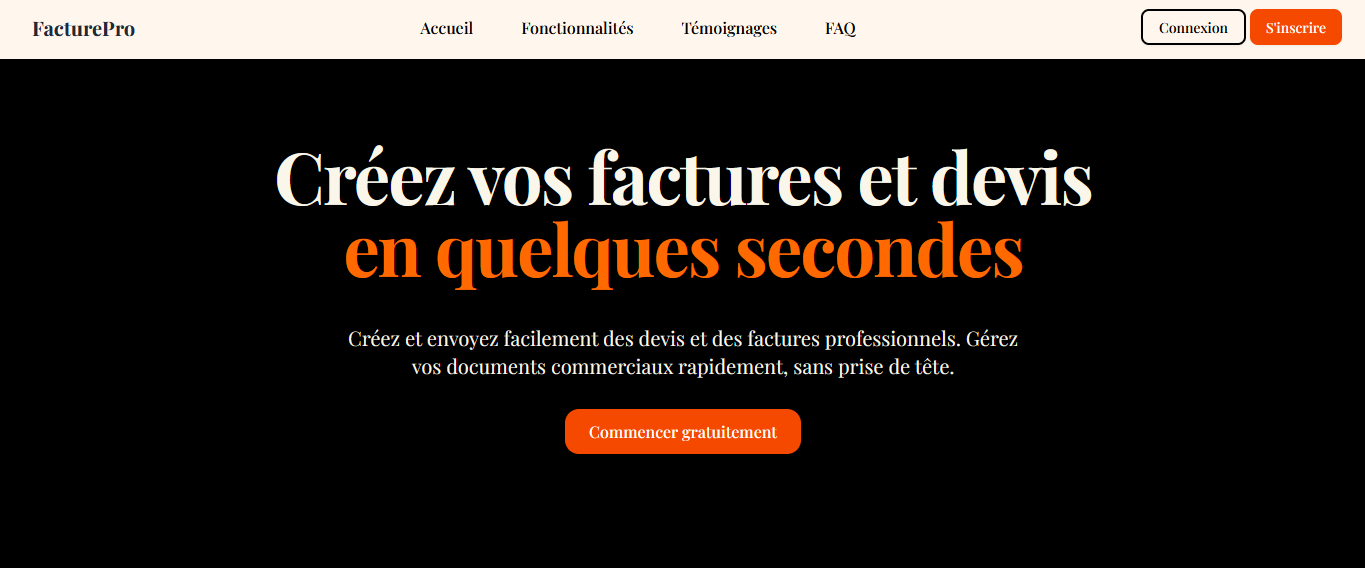 FacturePro
Accueil
Fonctionnalités
Témoignages
FAQ
Connexion
S'inscrire
Créez vos factures et devis
en quelques secondes
Créez et envoyez facilement des devis et des factures professionnels. Gérez
vos documents commerciaux rapidement, sans prise de tête.
Commencer gratuitement